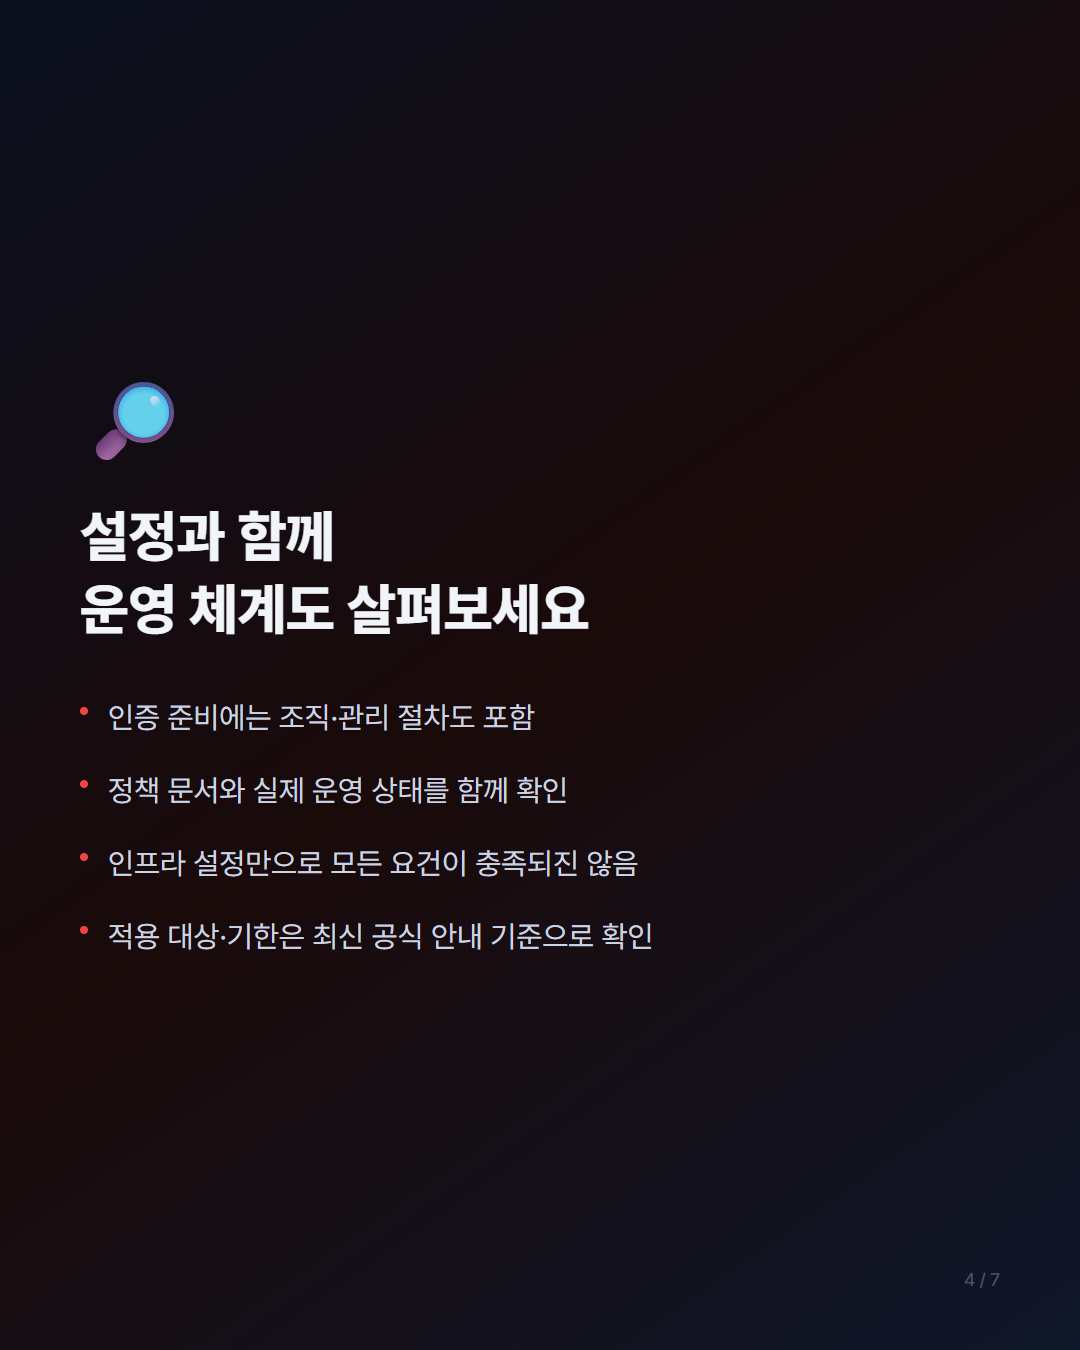 설정과 함께
운영 체계도 살펴보세요
• 인증 준비에는 조직·관리 절차도 포함
• 정책 문서와 실제 운영 상태를 함께 확인
• 인프라 설정만으로 모든 요건이 충족되진 않음
• 적용 대상·기한은 최신 공식 안내 기준으로 확인
4 / 7